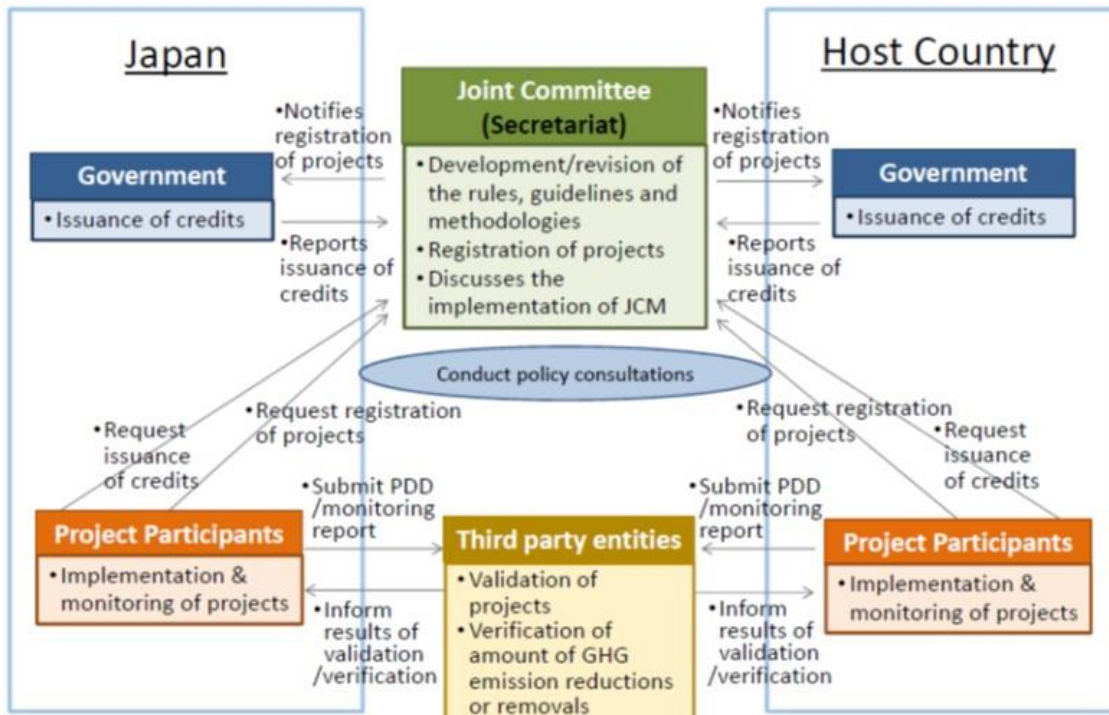 Japan
Host Country
Joint Committee
(Secretariat)
•Development/revision of
the rules, guidelines and
methodologies
•Registration of projects
•Discusses the
implementation of JCM
•Notifies
registration
of projects
•Notifies
registration
of projects
Government
•Issuance of credits
Government
•Issuance of credits
•Reports
issuance of
credits
•Reports
issuance of
credits
Conduct policy consultations
•Request
issuance
of credits
•Request registration
of projects
•Request registration
of projects
•Request
issuance
of credits
•Submit PDD
/monitoring
report
•Submit PDD
/monitoring
report
Project Participants
•Implementation &
monitoring of projects
Third party entities
•Validation of
projects
•Verification of
amount of GHG
emission reductions
or removals
Project Participants
•Implementation &
monitoring of projects
•Inform
results of
validation
/verification
•Inform
results of
validation
/verification